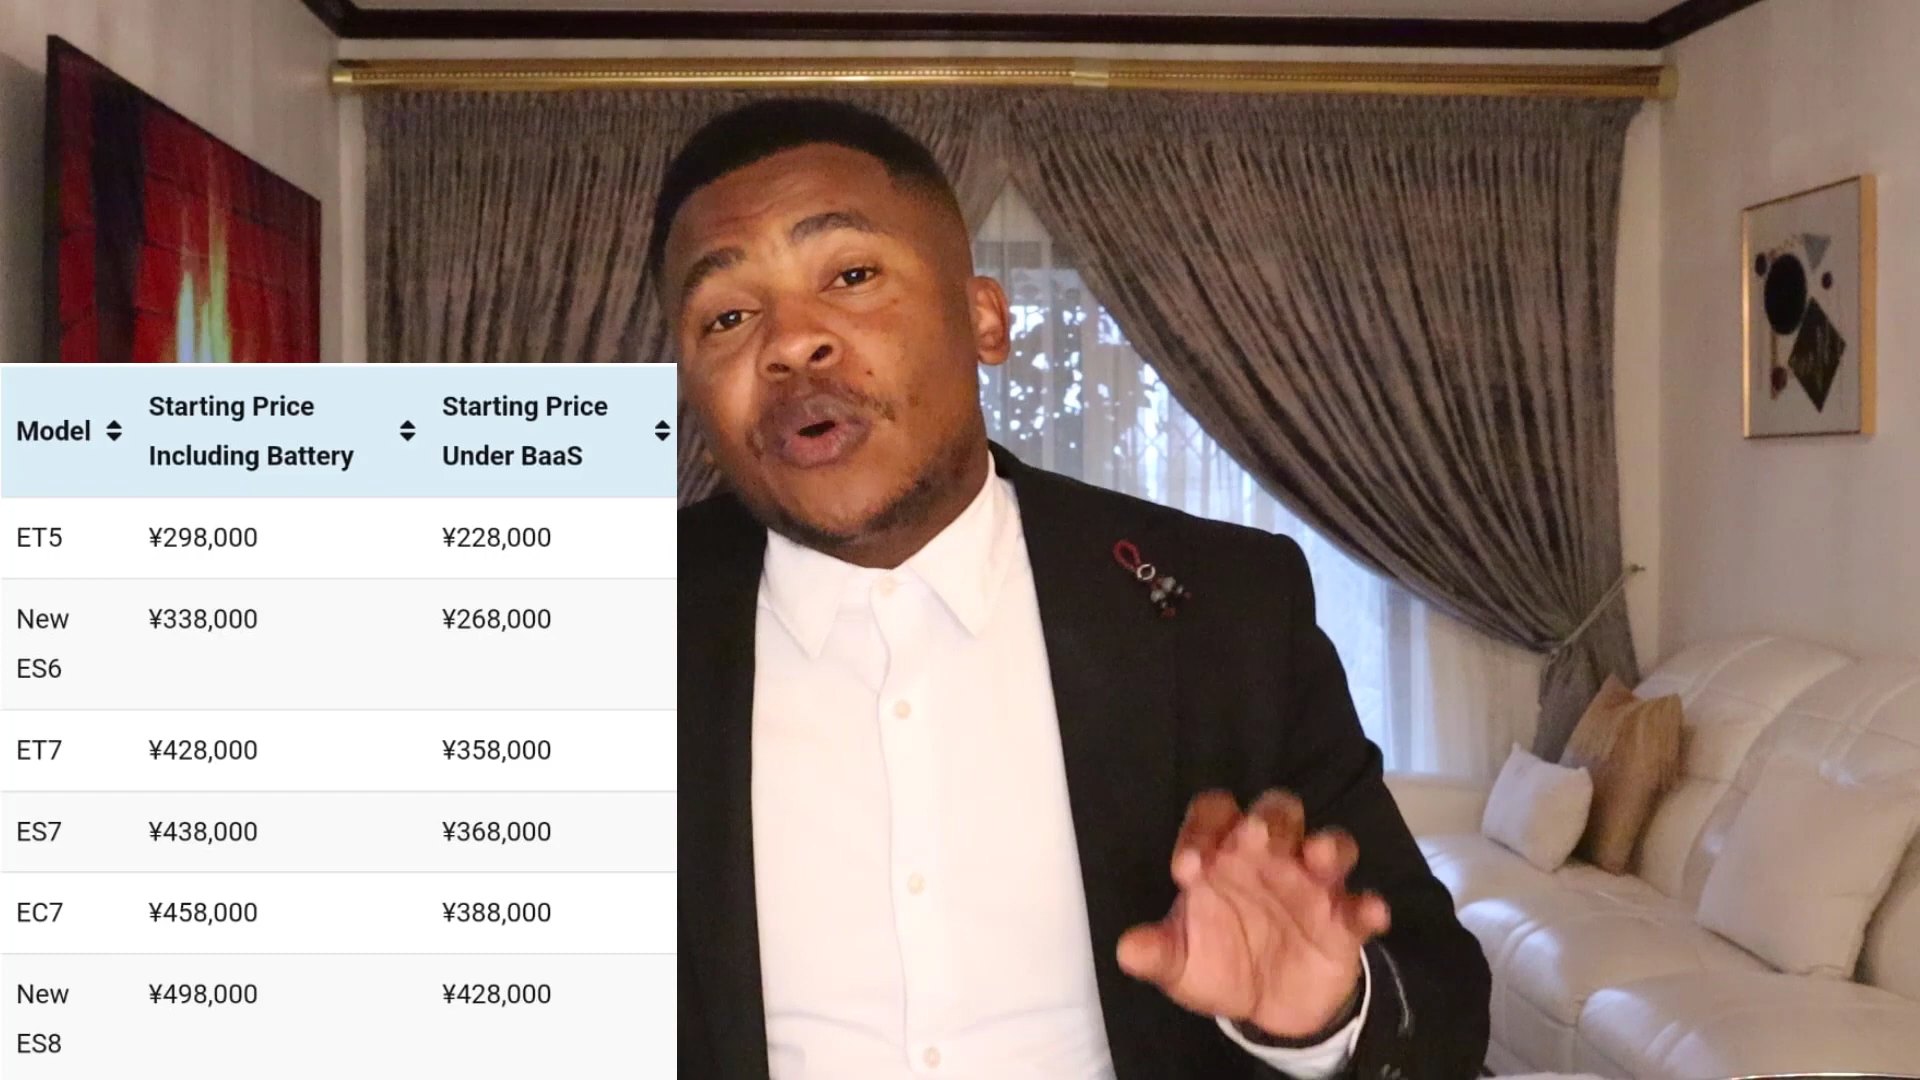 Model
Starting Price
Including Battery
Starting Price
Under BaaS
ET5 ¥298,000 ¥228,000
New
ES6
¥338,000 ¥268,000
ET7 ¥428,000 ¥358,000
ES7 ¥438,000 ¥368,000
EC7 ¥458,000 ¥388,000
New
ES8
¥498,000 ¥428,000